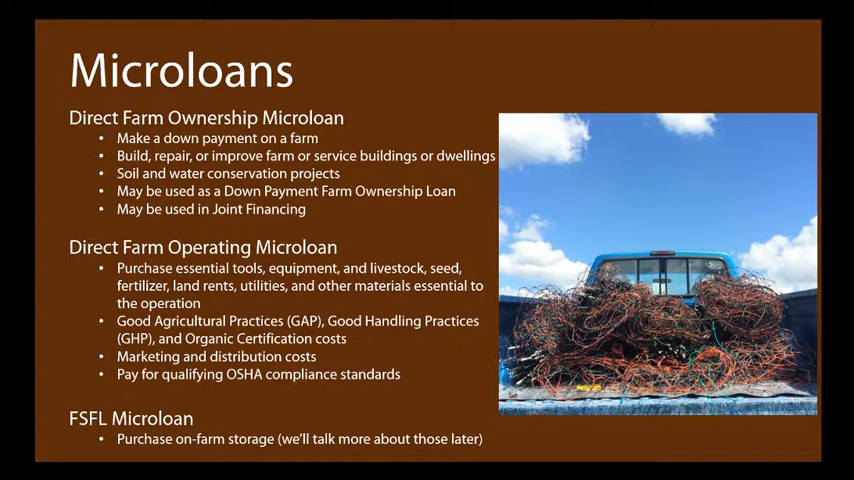 Microloans
Direct Farm Ownership Microloan
• Make a down payment on a farm
• Build, repair, or improve farm or service buildings or dwellings
• Soil and water conservation projects
• May be used as a Down Payment Farm Ownership Loan
• May be used in Joint Financing
Direct Farm Operating Microloan
• Purchase essential tools, equipment, and livestock, seed,
fertilizer, land rents, utilities, and other materials essential to
the operation
• Good Agricultural Practices (GAP), Good Handling Practices
(GHP), and Organic Certification costs
• Marketing and distribution costs
• Pay for qualifying OSHA compliance standards
FSFL Microloan
• Purchase on-farm storage (we'll talk more about those later)